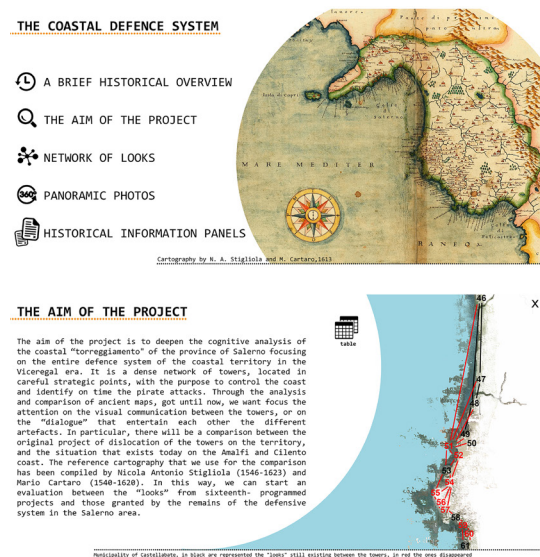 THE COASTAL DEFENCE SYSTEM
A BRIEF HISTORICAL OVERVIEW
THE AIM OF THE PROJECT
NETWORK OF LOOKS
360°
PANORAMIC PHOTOS
HISTORICAL INFORMATION PANELS
MARE MEDITER
Cartography by N. A. Stigliola and M. Cartaro,1613
THE AIM OF THE PROJECT
The aim of the project is to deepen the cognitive analysis of
the coastal “torreggiamento” of the province of Salerno focusing
on the entire defence system of the coastal territory in the
Viceregal era. It is a dense network of towers, located in
careful strategic points, with the purpose to control the coast
and identify on time the pirate attacks. Through the analysis
and comparison of ancient maps, got until now, we want focus the
attention on the visual communication between the towers, or on
the “dialogue” that entertain each other the different
artefacts. In particular, there will be a comparison between the
original project of dislocation of the towers on the territory,
and the situation that exists today on the Amalfi and Cilento
coast. The reference cartography that we use for the comparison
has been compiled by Nicola Antonio Stigliola (1546-1623) and
Mario Cartaro (1540-1620). In this way, we can start an
evaluation between the “looks” from sixteenth- programmed
projects and those granted by the remains of the defensive
system in the Salerno area.
table
X
46
47
48
50
52
53
54
55
56
57
58
61
Municipality of Castellabate, in black are represented the "looks" still existing between the towers, in red the ones disappeared